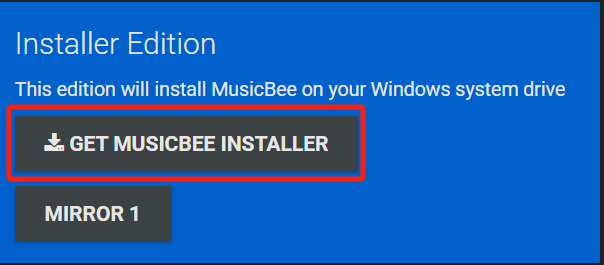 Installer Edition
This edition will install MusicBee on your Windows system drive
GET MUSICBEE INSTALLER
MIRROR 1